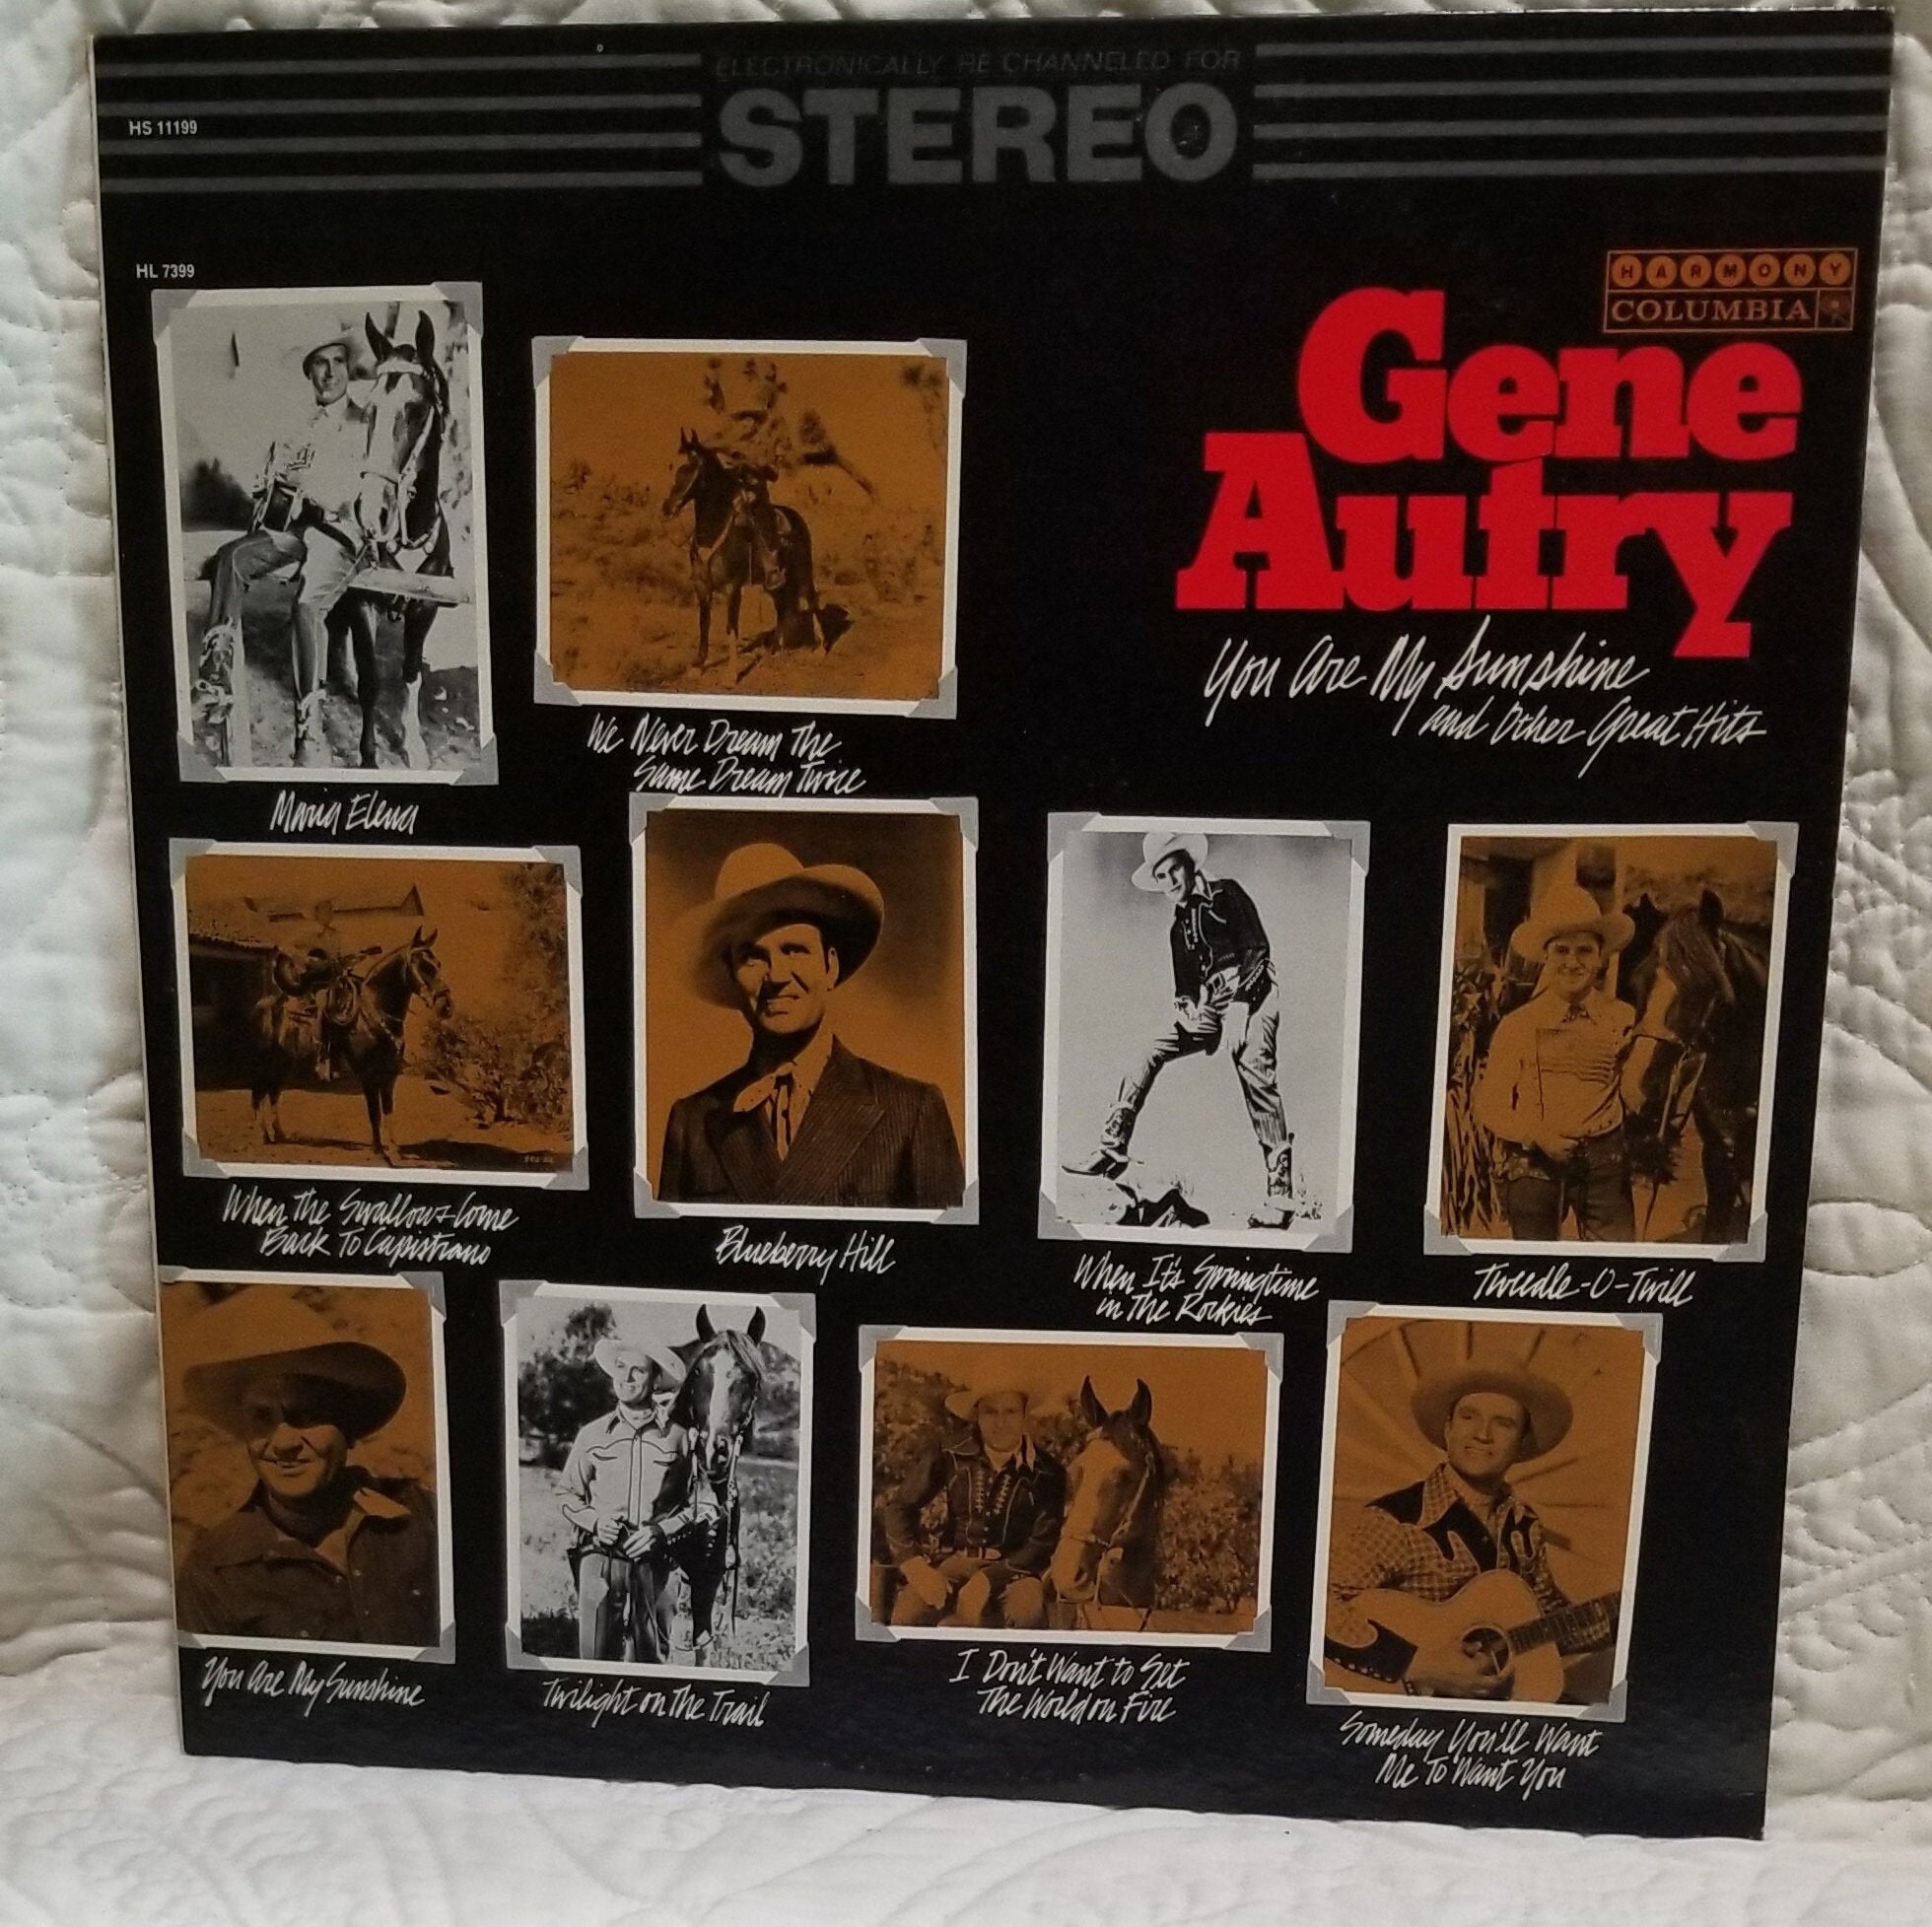 ELECTRONICALLY RE-CHANNELED FOR
STEREO
HS 11199
HL 7399
HARMONY
COLUMBIA
Gene
Autry
You Are My Sunshine
and Other Great Hits
Maria Elena
We Never Dream The
Same Dream Twice
When The Swallows Come
Back To Capistrano
Blueberry Hill
When It's Springtime
in The Rockies
Tweedle-O-Twill
You Are My Sunshine
Twilight on The Trail
I Don't Want to Set
The World on Fire
Someday You'll Want
Me To Want You